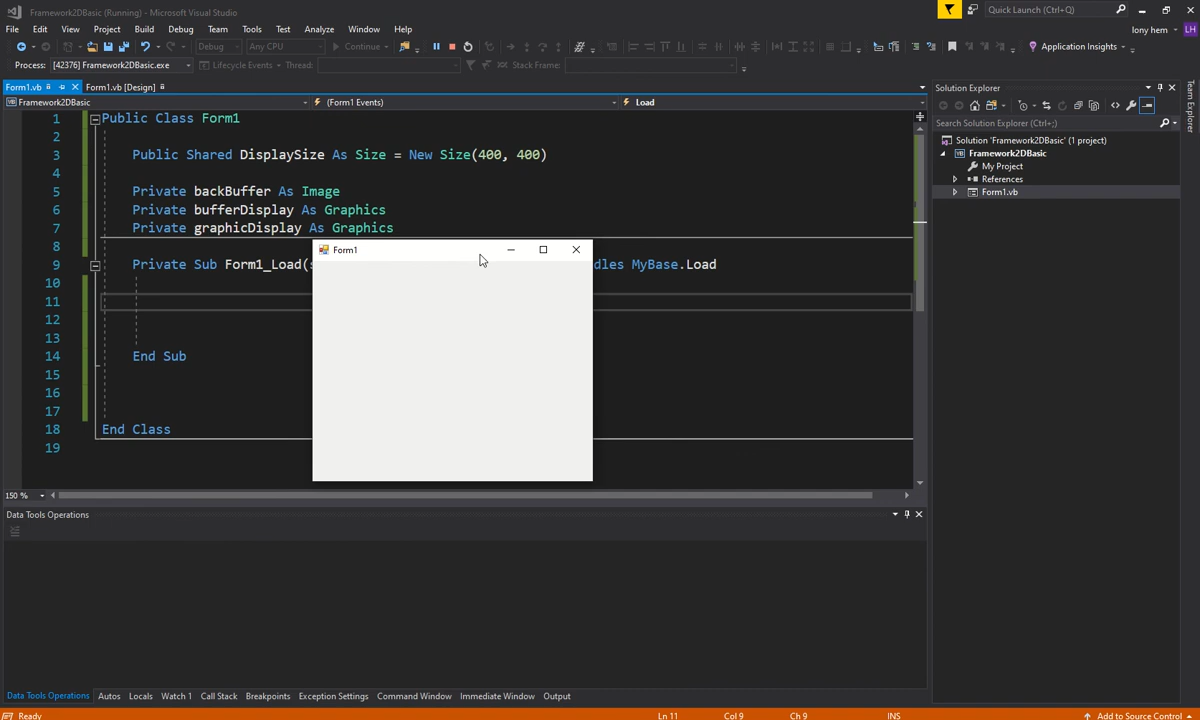 Framework2DBasic (Running) - Microsoft Visual Studio
Quick Launch (Ctrl+Q)
File Edit View Project Build Debug Team Tools Test Analyze Window Help
lony hem LH
Debug Any CPU Continue Application Insights
Process: [42376] Framework2DBasic.exe Lifecycle Events Thread: Stack Frame:
Form1.vb Form1.vb [Design]
Framework2DBasic (Form1 Events) Load
1 Public Class Form1
2
3 Public Shared DisplaySize As Size = New Size(400, 400)
4
5 Private backBuffer As Image
6 Private bufferDisplay As Graphics
7 Private graphicDisplay As Graphics
8
9 Private Sub Form1_Load( dles MyBase.Load
10
11
12
13
14 End Sub
15
16
17
18 End Class
19
Form1
150 %
Data Tools Operations
Data Tools Operations Autos Locals Watch 1 Call Stack Breakpoints Exception Settings Command Window Immediate Window Output
Solution Explorer
Search Solution Explorer (Ctrl+;)
Solution 'Framework2DBasic' (1 project)
Framework2DBasic
My Project
References
Form1.vb
Team Explorer
Ready Ln 11 Col 9 Ch 9 INS Add to Source Control